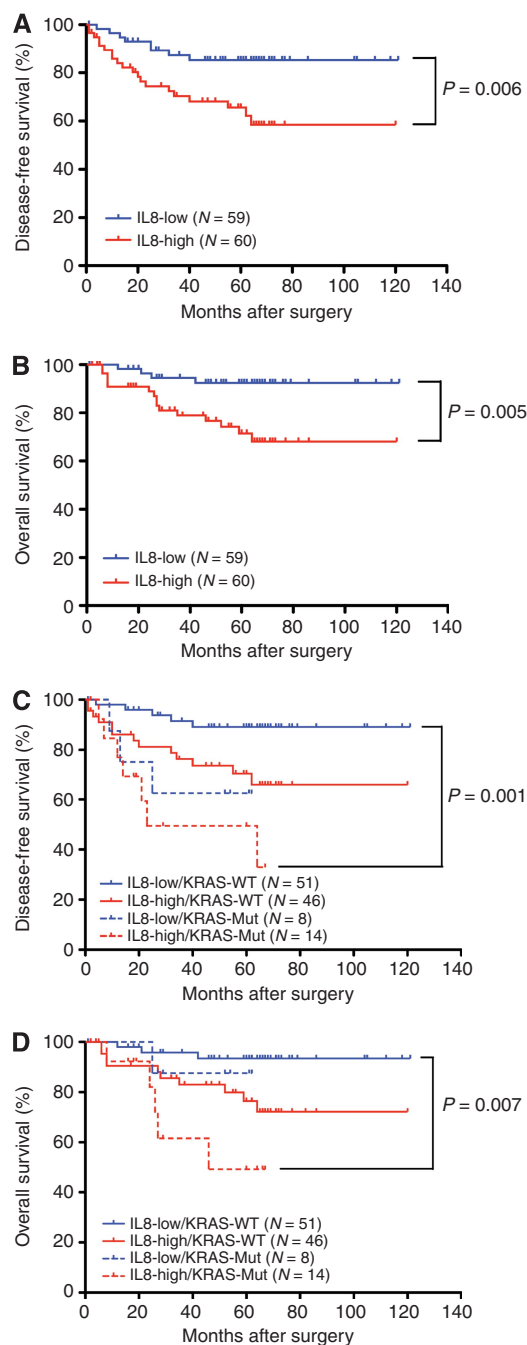 A
Disease-free survival (%)
100
80
60
40
20
0
P = 0.006
IL8-low (N = 59)
IL8-high (N = 60)
0 20 40 60 80 100 120 140
Months after surgery
B
Overall survival (%)
100
80
60
40
20
0
P = 0.005
IL8-low (N = 59)
IL8-high (N = 60)
0 20 40 60 80 100 120 140
Months after surgery
C
Disease-free survival (%)
100
80
60
40
20
0
P = 0.001
IL8-low/KRAS-WT (N = 51)
IL8-high/KRAS-WT (N = 46)
IL8-low/KRAS-Mut (N = 8)
IL8-high/KRAS-Mut (N = 14)
0 20 40 60 80 100 120 140
Months after surgery
D
Overall survival (%)
100
80
60
40
20
0
P = 0.007
IL8-low/KRAS-WT (N = 51)
IL8-high/KRAS-WT (N = 46)
IL8-low/KRAS-Mut (N = 8)
IL8-high/KRAS-Mut (N = 14)
0 20 40 60 80 100 120 140
Months after surgery